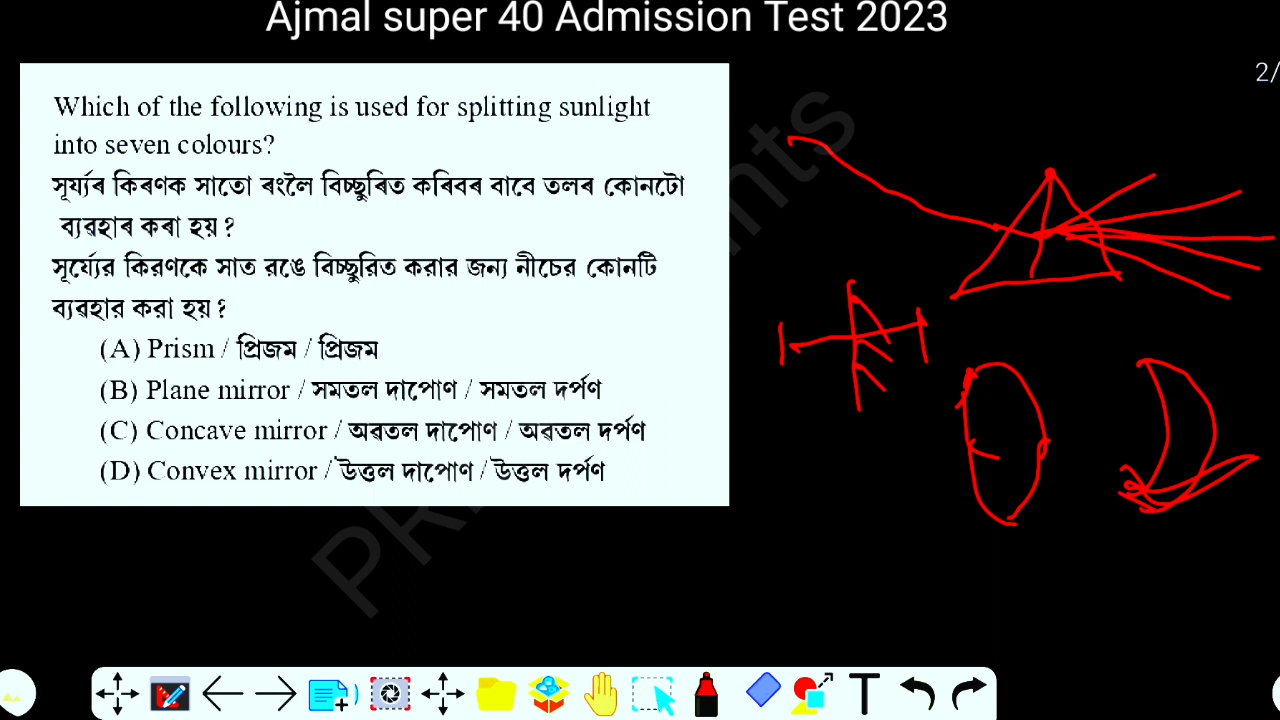 Ajmal super 40 Admission Test 2023
2/
Which of the following is used for splitting sunlight
into seven colours?
সূৰ্য্যৰ কিৰণক সাতো ৰংলৈ বিচ্ছুৰিত কৰিবৰ বাবে তলৰ কোনটো
ব্যৱহাৰ কৰা হয় ?
সূর্য্যের কিরণকে সাত রঙে বিচ্ছুরিত করার জন্য নীচের কোনটি
ব্যৱহার করা হয় ?
(A) Prism / প্ৰিজম / প্রিজম
(B) Plane mirror / সমতল দাপোণ / সমতল দর্পণ
(C) Concave mirror / অৱতল দাপোণ / অৱতল দর্পণ
(D) Convex mirror / উত্তল দাপোণ / উত্তল দর্পণ